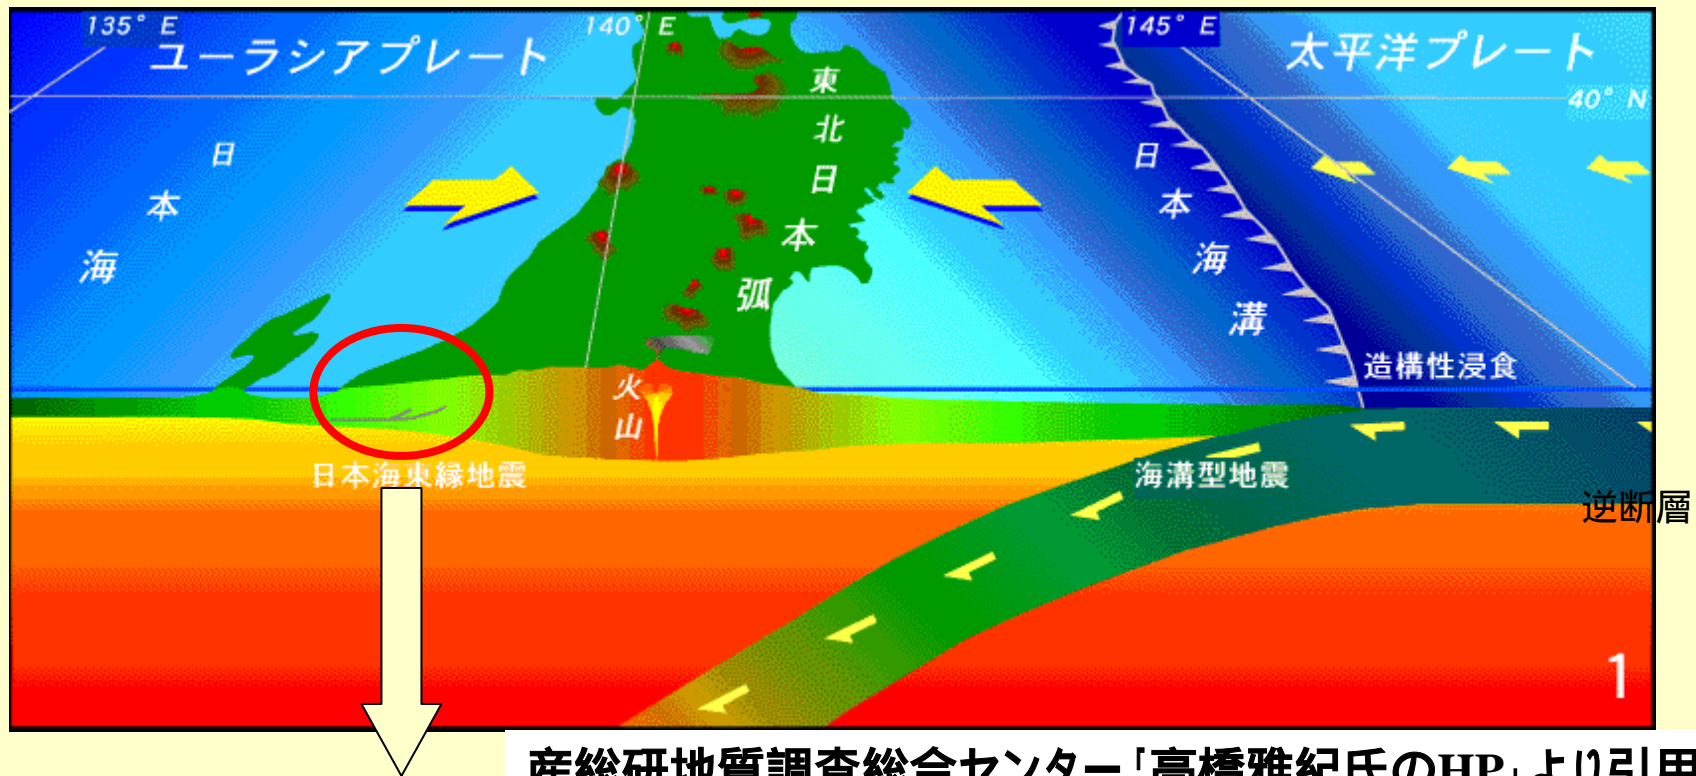 135° E
140° E
145° E
ユーラシアプレート
太平洋プレート
40° N
日本海
東北日本弧
日本海溝
造構性浸食
火山
日本海東縁地震
海溝型地震
逆断層
1
産総研地質調査総合センター「高橋雅紀氏のHP」より引用